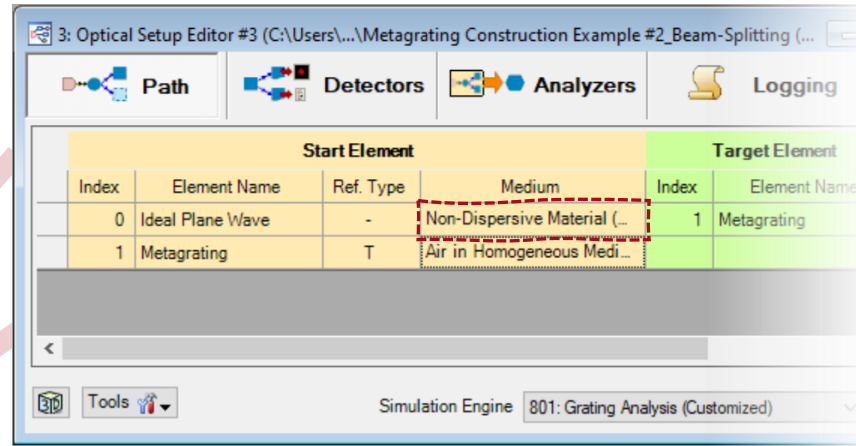 3: Optical Setup Editor #3 (C:\Users\...\Metagrating Construction Example #2_Beam-Splitting (...
Path Detectors Analyzers Logging
Start Element Target Element
Index Element Name Ref. Type Medium Index Element Name
0 Ideal Plane Wave - Non-Dispersive Material (... 1 Metagrating
1 Metagrating T Air in Homogeneous Medi...
Tools Simulation Engine 801: Grating Analysis (Customized)